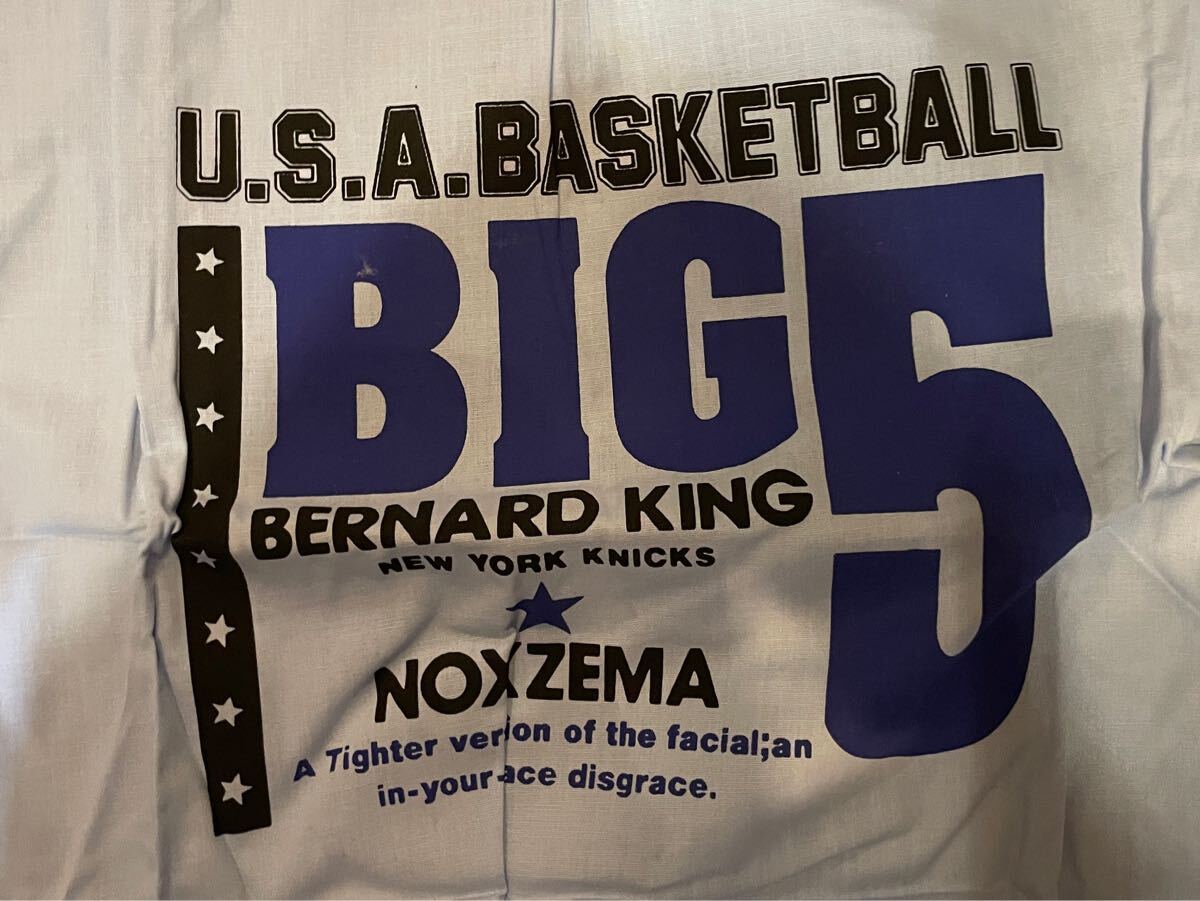 U.S.A.BASKETBALL
BIG 5
BERNARD KING
NEW YORK KNICKS
NOXZEMA
A Tighter verion of the facial;an
in-your-ace disgrace.